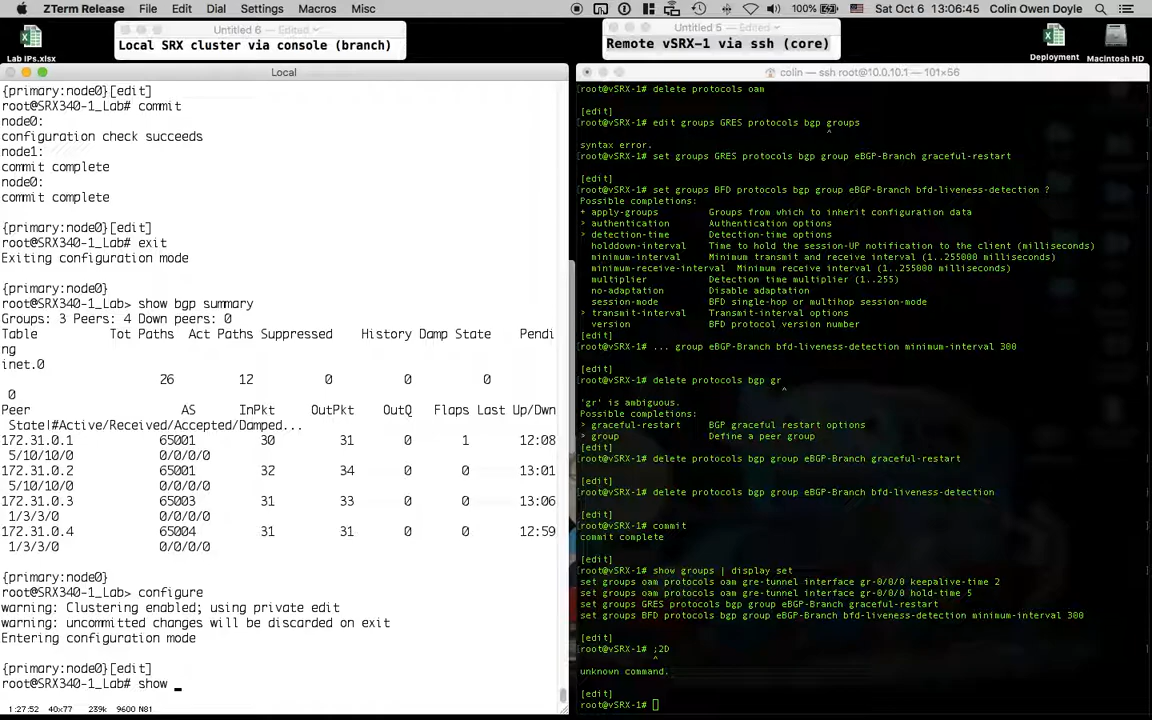 ZTerm Release File Edit Dial Settings Macros Misc 100% Sat Oct 6 13:06:45 Colin Owen Doyle
Untitled 6 — Edited
Local SRX cluster via console (branch)
Untitled 5 — Edited
Remote vSRX-1 via ssh (core)
Lab IPs.xlsx
Deployment
Macintosh HD
Local
{primary:node0}[edit]
root@SRX340-1_Lab# commit
node0:
configuration check succeeds
node1:
commit complete
node0:
commit complete
{primary:node0}[edit]
root@SRX340-1_Lab# exit
Exiting configuration mode
{primary:node0}
root@SRX340-1_Lab> show bgp summary
Groups: 3 Peers: 4 Down peers: 0
Table Tot Paths Act Paths Suppressed History Damp State Pendi
ng
inet.0
26 12 0 0 0
0
Peer AS InPkt OutPkt OutQ Flaps Last Up/Dwn
State|#Active/Received/Accepted/Damped...
172.31.0.1 65001 30 31 0 1 12:08
5/10/10/0 0/0/0/0
172.31.0.2 65001 32 34 0 0 13:01
5/10/10/0 0/0/0/0
172.31.0.3 65003 31 33 0 0 13:06
1/3/3/0 0/0/0/0
172.31.0.4 65004 31 31 0 0 12:59
1/3/3/0 0/0/0/0
{primary:node0}
root@SRX340-1_Lab> configure
warning: Clustering enabled; using private edit
warning: uncommitted changes will be discarded on exit
Entering configuration mode
{primary:node0}[edit]
root@SRX340-1_Lab# show _
1:27:52 40x77 239k 9600 N81
colin — ssh root@10.0.10.1 — 101×56
root@vSRX-1# delete protocols oam
[edit]
root@vSRX-1# edit groups GRES protocols bgp groups
^
syntax error.
root@vSRX-1# set groups GRES protocols bgp group eBGP-Branch graceful-restart
[edit]
root@vSRX-1# set groups BFD protocols bgp group eBGP-Branch bfd-liveness-detection ?
Possible completions:
+ apply-groups Groups from which to inherit configuration data
> authentication Authentication options
> detection-time Detection-time options
holddown-interval Time to hold the session-UP notification to the client (milliseconds)
minimum-interval Minimum transmit and receive interval (1..255000 milliseconds)
minimum-receive-interval Minimum receive interval (1..255000 milliseconds)
multiplier Detection time multiplier (1..255)
no-adaptation Disable adaptation
session-mode BFD single-hop or multihop session-mode
> transmit-interval Transmit-interval options
version BFD protocol version number
[edit]
root@vSRX-1# ... group eBGP-Branch bfd-liveness-detection minimum-interval 300
[edit]
root@vSRX-1# delete protocols bgp gr
^
'gr' is ambiguous.
Possible completions:
> graceful-restart BGP graceful restart options
> group Define a peer group
[edit]
root@vSRX-1# delete protocols bgp group eBGP-Branch graceful-restart
[edit]
root@vSRX-1# delete protocols bgp group eBGP-Branch bfd-liveness-detection
[edit]
root@vSRX-1# commit
commit complete
[edit]
root@vSRX-1# show groups | display set
set groups oam protocols oam gre-tunnel interface gr-0/0/0 keepalive-time 2
set groups oam protocols oam gre-tunnel interface gr-0/0/0 hold-time 5
set groups GRES protocols bgp group eBGP-Branch graceful-restart
set groups BFD protocols bgp group eBGP-Branch bfd-liveness-detection minimum-interval 300
[edit]
root@vSRX-1# ;2D
^
unknown command.
[edit]
root@vSRX-1#